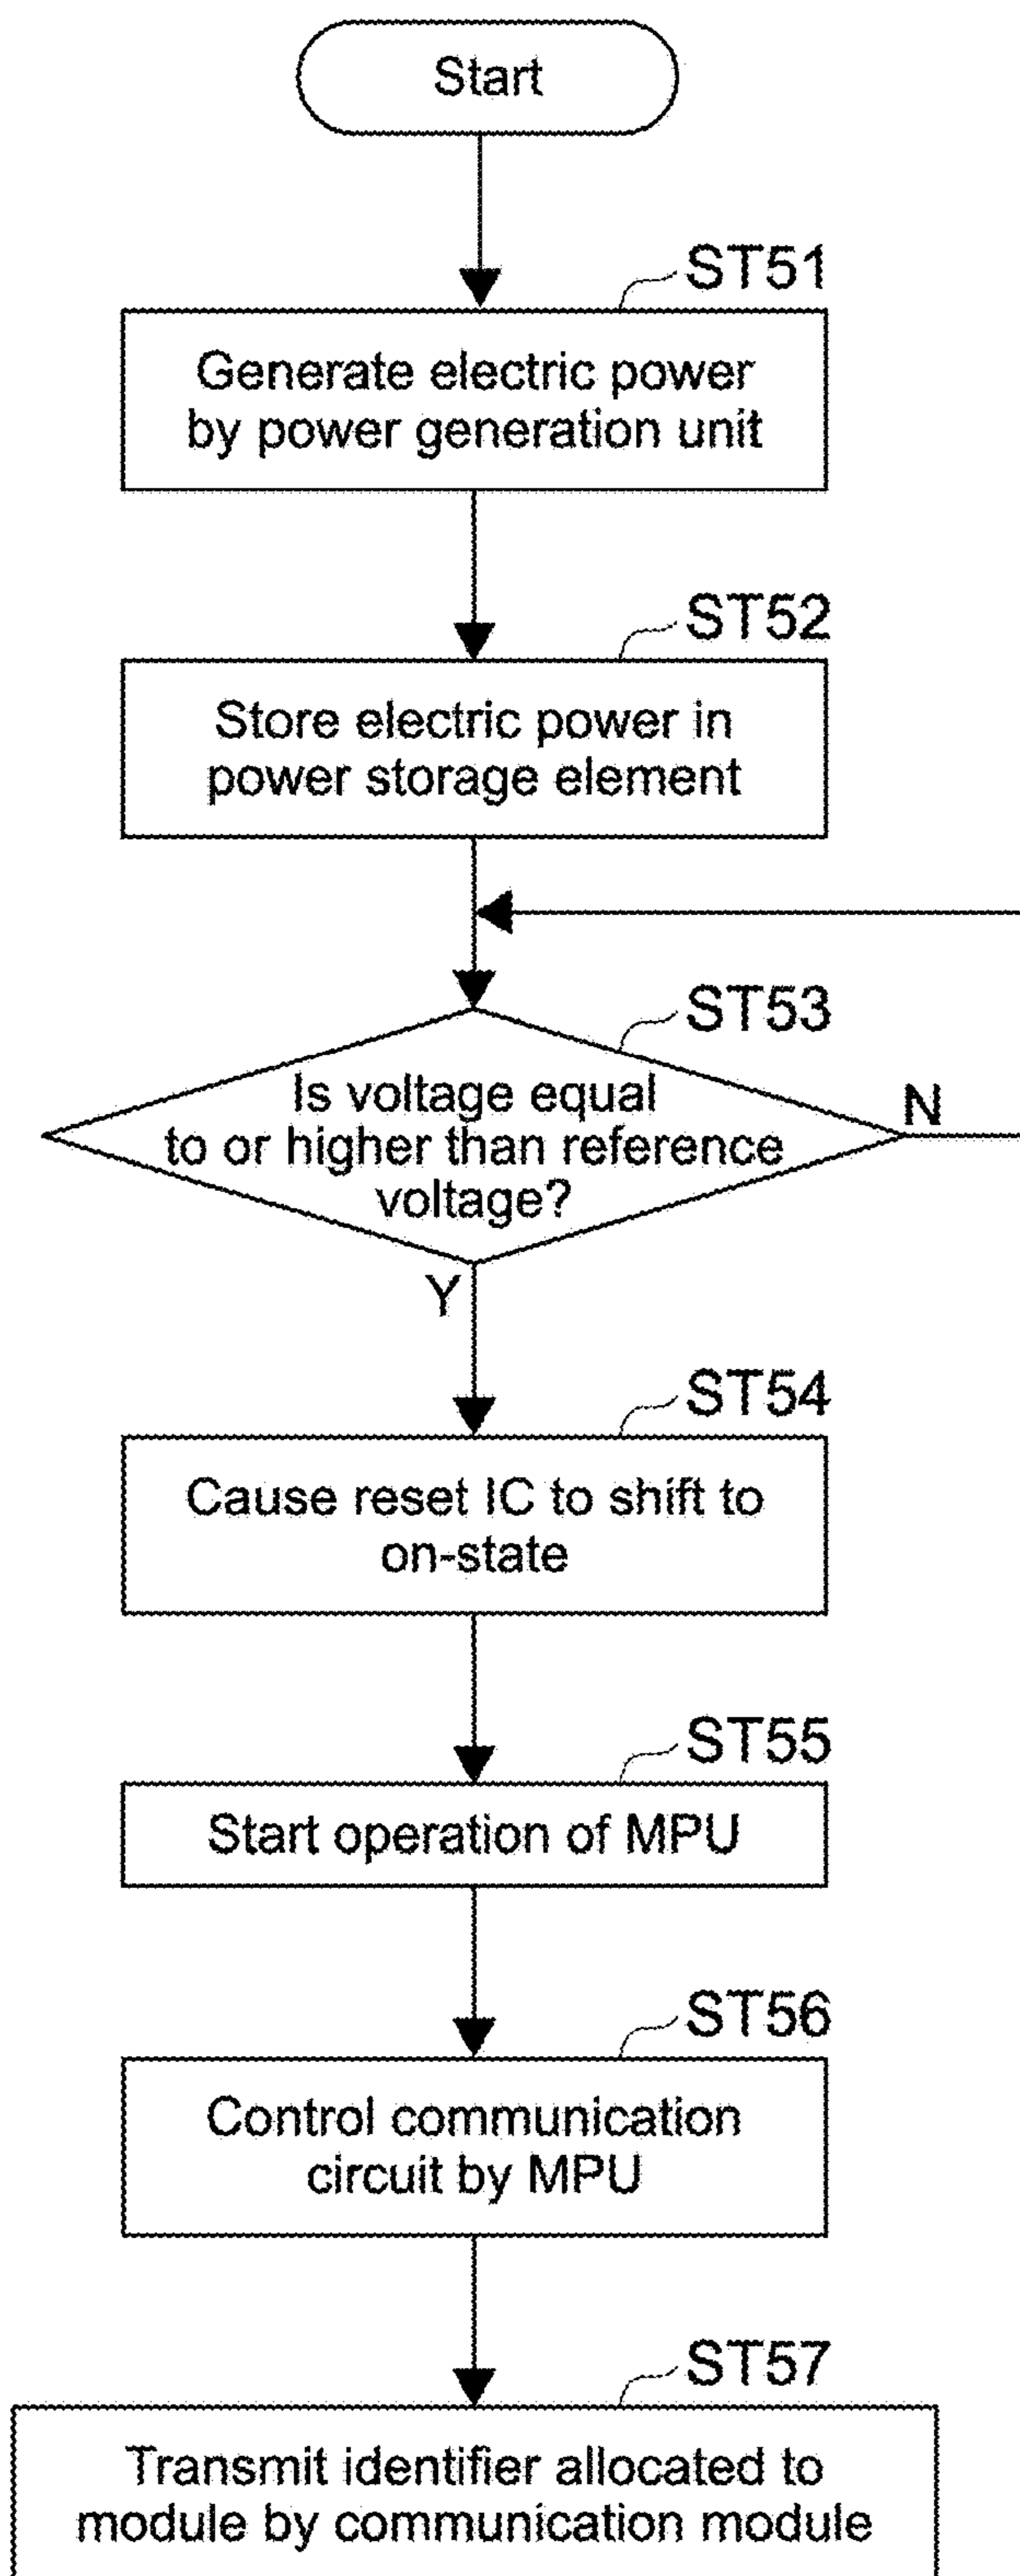 Start
ST51
Generate electric power
by power generation unit
ST52
Store electric power in
power storage element
ST53
Is voltage equal
to or higher than reference
voltage?
N
Y
ST54
Cause reset IC to shift to
on-state
ST55
Start operation of MPU
ST56
Control communication
circuit by MPU
ST57
Transmit identifier allocated to
module by communication module